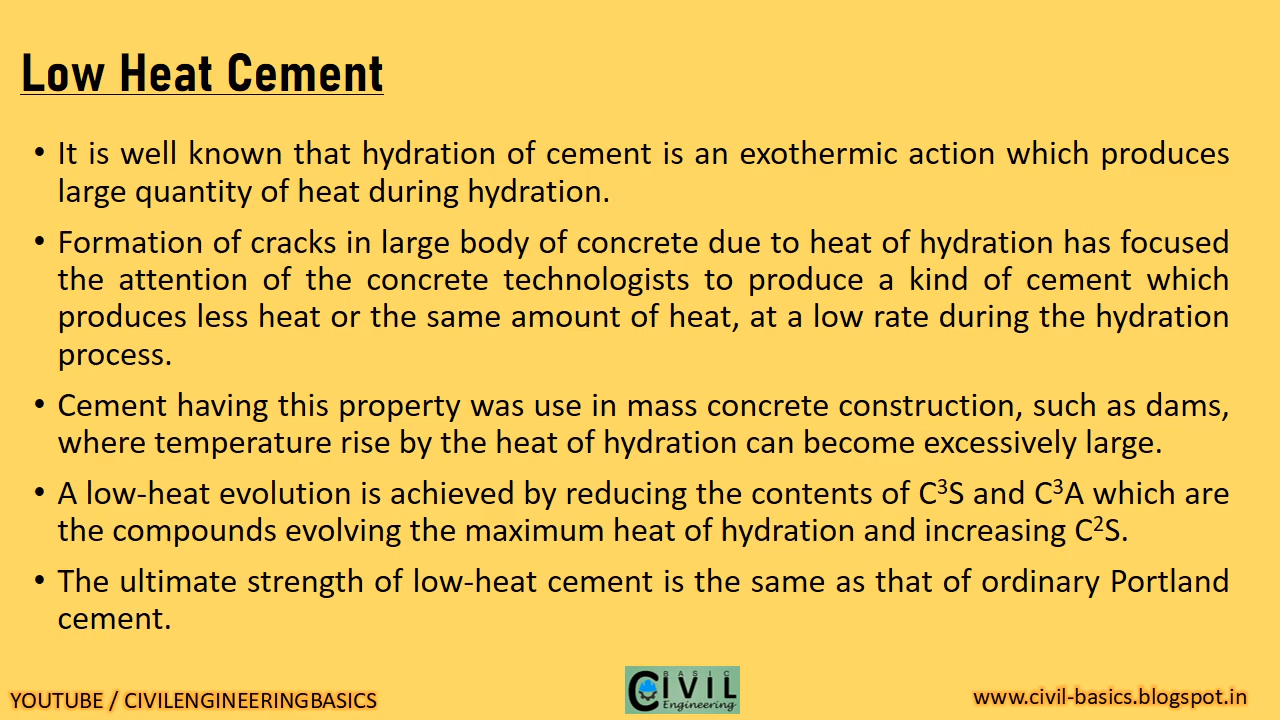 Low Heat Cement
• It is well known that hydration of cement is an exothermic action which produces
large quantity of heat during hydration.
• Formation of cracks in large body of concrete due to heat of hydration has focused
the attention of the concrete technologists to produce a kind of cement which
produces less heat or the same amount of heat, at a low rate during the hydration
process.
• Cement having this property was use in mass concrete construction, such as dams,
where temperature rise by the heat of hydration can become excessively large.
• A low-heat evolution is achieved by reducing the contents of C³S and C³A which are
the compounds evolving the maximum heat of hydration and increasing C²S.
• The ultimate strength of low-heat cement is the same as that of ordinary Portland
cement.
YOUTUBE / CIVILENGINEERINGBASICS
BASIC
CIVIL
Engineering
www.civil-basics.blogspot.in